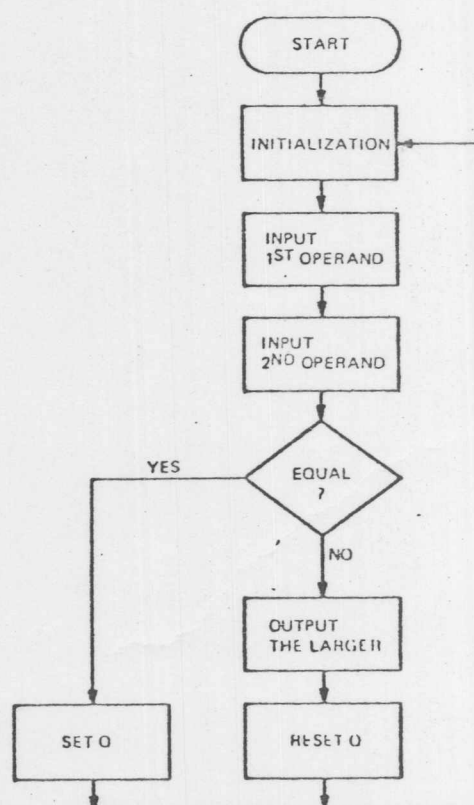 START
INITIALIZATION
INPUT
1ST OPERAND
INPUT
2ND OPERAND
EQUAL
?
YES
NO
OUTPUT
THE LARGER
SET Q
RESET Q